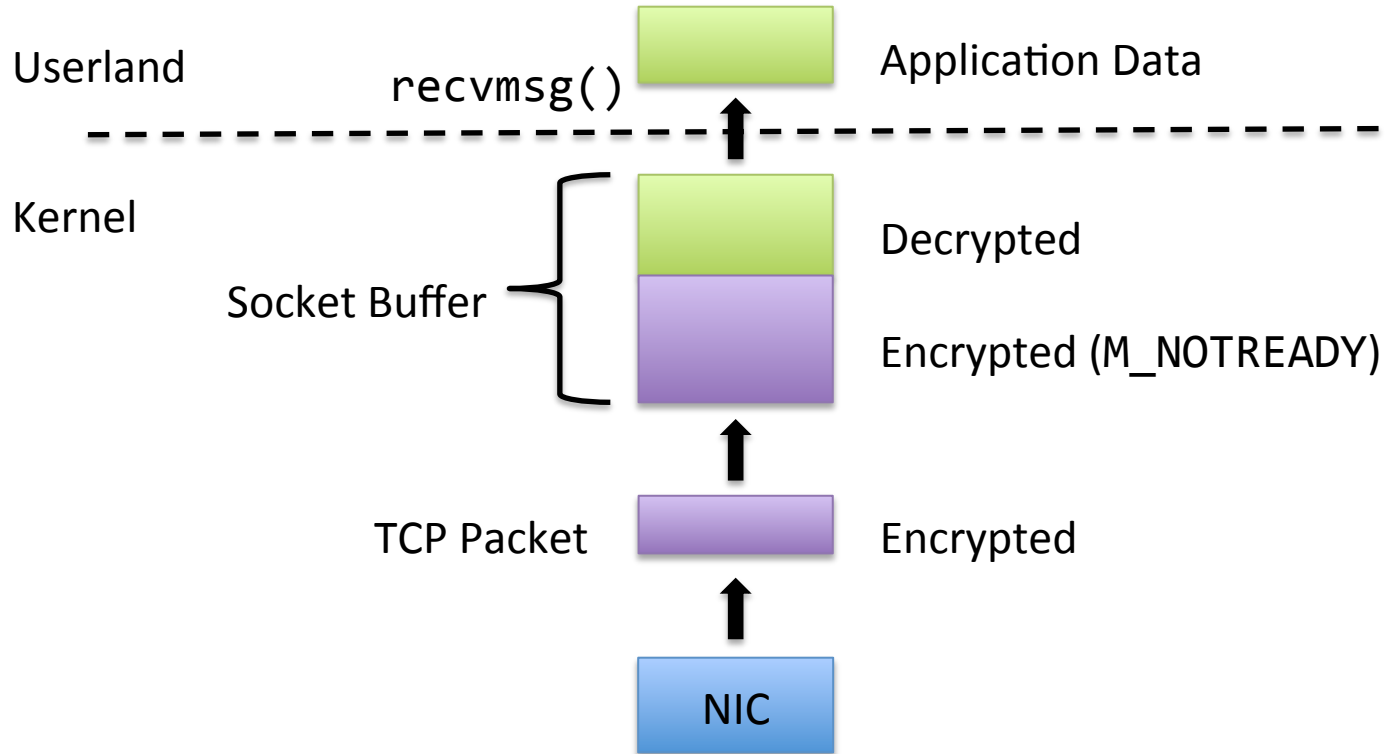 Userland
recvmsg()
Application Data
Kernel
Decrypted
Socket Buffer
Encrypted (M_NOTREADY)
TCP Packet
Encrypted
NIC